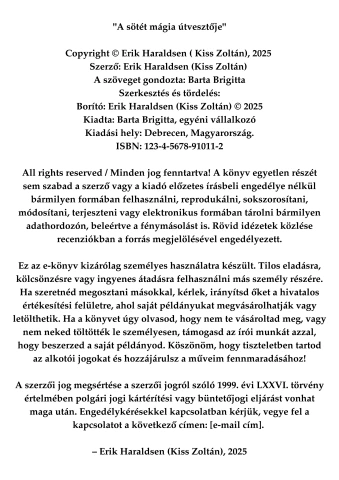 "A sötét mágia útvesztője"
Copyright © Erik Haraldsen ( Kiss Zoltán), 2025
Szerző: Erik Haraldsen (Kiss Zoltán)
A szöveget gondozta: Barta Brigitta
Szerkesztés és tördelés:
Borító: Erik Haraldsen (Kiss Zoltán) © 2025
Kiadta: Barta Brigitta, egyéni vállalkozó
Kiadási hely: Debrecen, Magyarország.
ISBN: 123-4-5678-91011-2
All rights reserved / Minden jog fenntartva! A könyv egyetlen részét
sem szabad a szerző vagy a kiadó előzetes írásbeli engedélye nélkül
bármilyen formában felhasználni, reprodukálni, sokszorosítani,
módosítani, terjeszteni vagy elektronikus formában tárolni bármilyen
adathordozón, beleértve a fénymásolást is. Rövid idézetek közlése
recenziókban a forrás megjelölésével engedélyezett.
Ez az e-könyv kizárólag személyes használatra készült. Tilos eladásra,
kölcsönzésre vagy ingyenes átadásra felhasználni más személy részére.
Ha szeretnéd megosztani másokkal, kérlek, irányítsd őket a hivatalos
értékesítési felületre, ahol saját példányukat megvásárolhatják vagy
letölthetik. Ha a könyvet úgy olvasod, hogy nem te vásároltad meg, vagy
nem neked töltötték le személyesen, támogasd az írói munkát azzal,
hogy beszerzed a saját példányod. Köszönöm, hogy tiszteletben tartod
az alkotói jogokat és hozzájárulsz a műveim fennmaradásához!
A szerzői jog megsértése a szerzői jogról szóló 1999. évi LXXVI. törvény
értelmében polgári jogi kártérítési vagy büntetőjogi eljárást vonhat
maga után. Engedélykérésekkel kapcsolatban kérjük, vegye fel a
kapcsolatot a következő címen: [e-mail cím].
– Erik Haraldsen (Kiss Zoltán), 2025